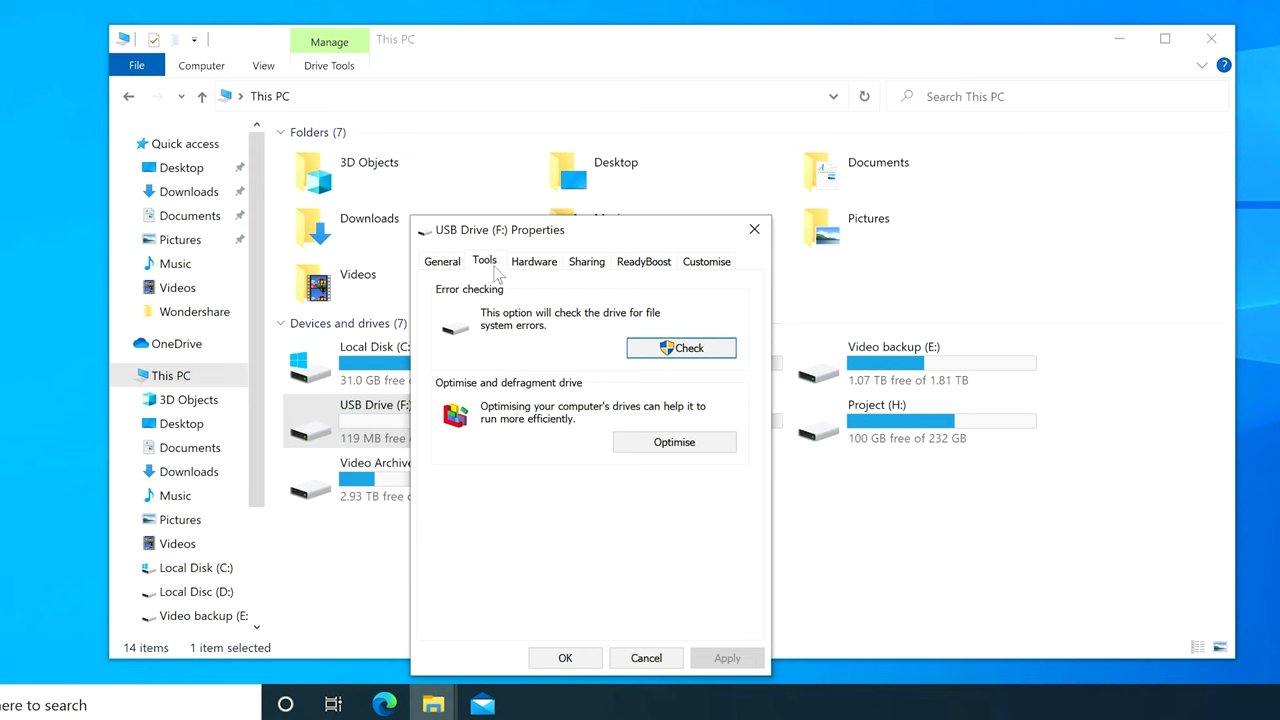 Manage
This PC
File
Computer
View
Drive Tools
?
This PC
Search This PC
Quick access
Desktop
Downloads
Documents
Pictures
Music
Videos
Wondershare
OneDrive
This PC
3D Objects
Desktop
Documents
Downloads
Music
Pictures
Videos
Local Disk (C:)
Local Disc (D:)
Video backup (E:
Folders (7)
3D Objects
Desktop
Documents
Downloads
Pictures
Videos
Devices and drives (7)
Local Disk (C:
31.0 GB free o
Video backup (E:)
1.07 TB free of 1.81 TB
USB Drive (F:)
119 MB free o
Project (H:)
100 GB free of 232 GB
Video Archive
2.93 TB free o
USB Drive (F:) Properties
General
Tools
Hardware
Sharing
ReadyBoost
Customise
Error checking
This option will check the drive for file
system errors.
Check
Optimise and defragment drive
Optimising your computer's drives can help it to
run more efficiently.
Optimise
OK
Cancel
Apply
14 items
1 item selected
ere to search